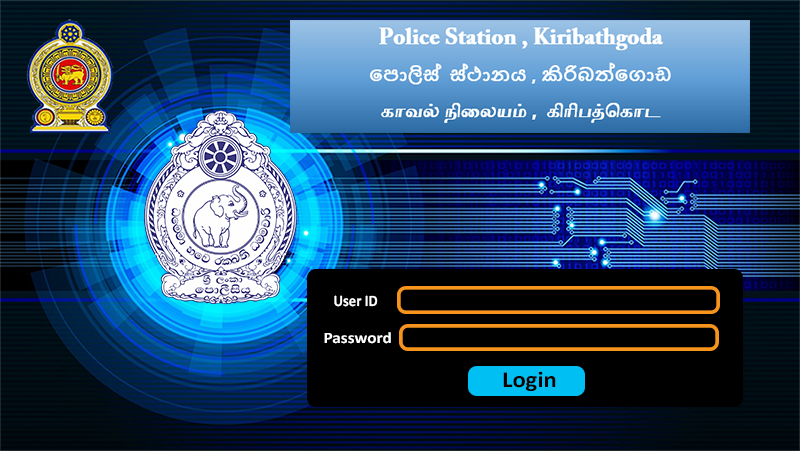 Police Station , Kiribathgoda
පොලිස් ස්ථානය , කිරිබත්ගොඩ
காவல் நிலையம் , கிரிபத்கொட
ශ්‍රී ලංකා
පොලීසිය
User ID
Password
Login